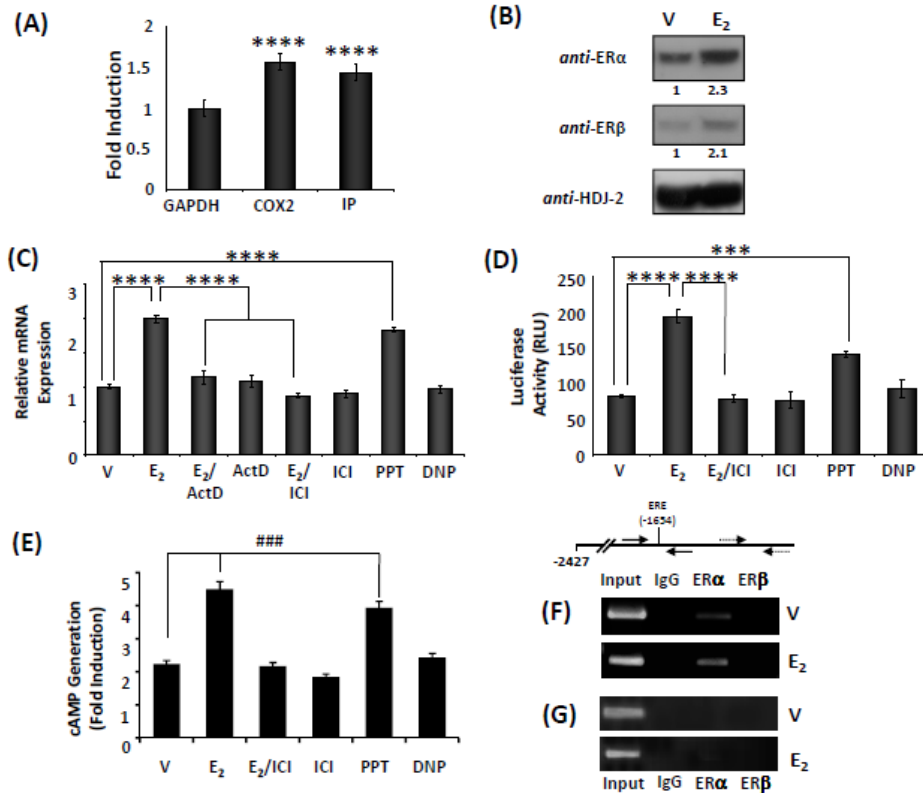 (A)
Fold Induction
2
1.5
1
0.5
0
**** ****
GAPDH COX2 IP
(B)
V E2
anti-ERα
1 2.3
anti-ERβ
1 2.1
anti-HDJ-2
(C)
Relative mRNA
Expression
3
2
1
0
****
**** ****
V E2 E2/ ActD E2/ ICI PPT DNP
ActD ICI
(D)
Luciferase
Activity (RLU)
250
200
150
100
50
0
***
**** ****
V E2 E2/ICI ICI PPT DNP
(E)
cAMP Generation
(Fold Induction)
5
4
3
2
1
0
###
V E2 E2/ICI ICI PPT DNP
ERE
(-1654)
-2427
Input IgG ERα ERβ
(F)
V
E2
(G)
V
E2
Input IgG ERα ERβ